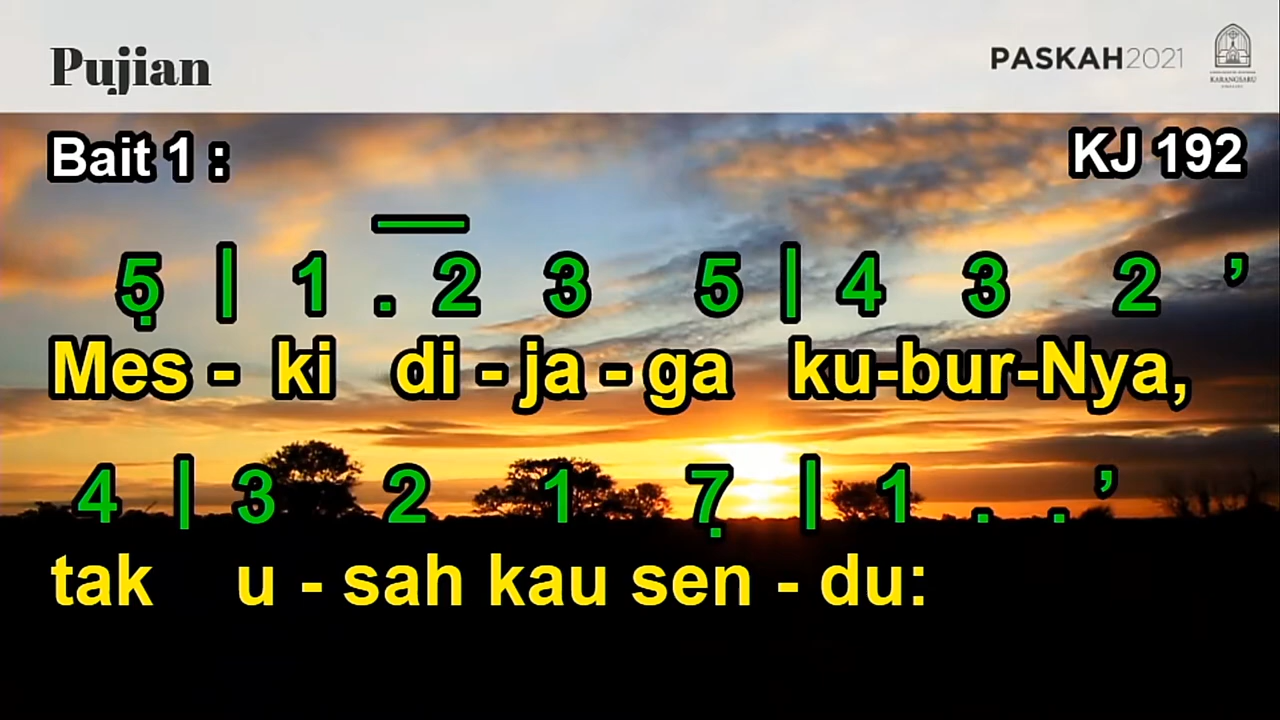 Pujian
PASKAH2021
KARANGSARU
Bait 1 :
KJ 192
5̣ | 1 . 2 3 5 | 4 3 2 ’
Mes - ki di - ja - ga ku-bur-Nya,
4 | 3 2 1 7̣ | 1 . . ’
tak u - sah kau sen - du: